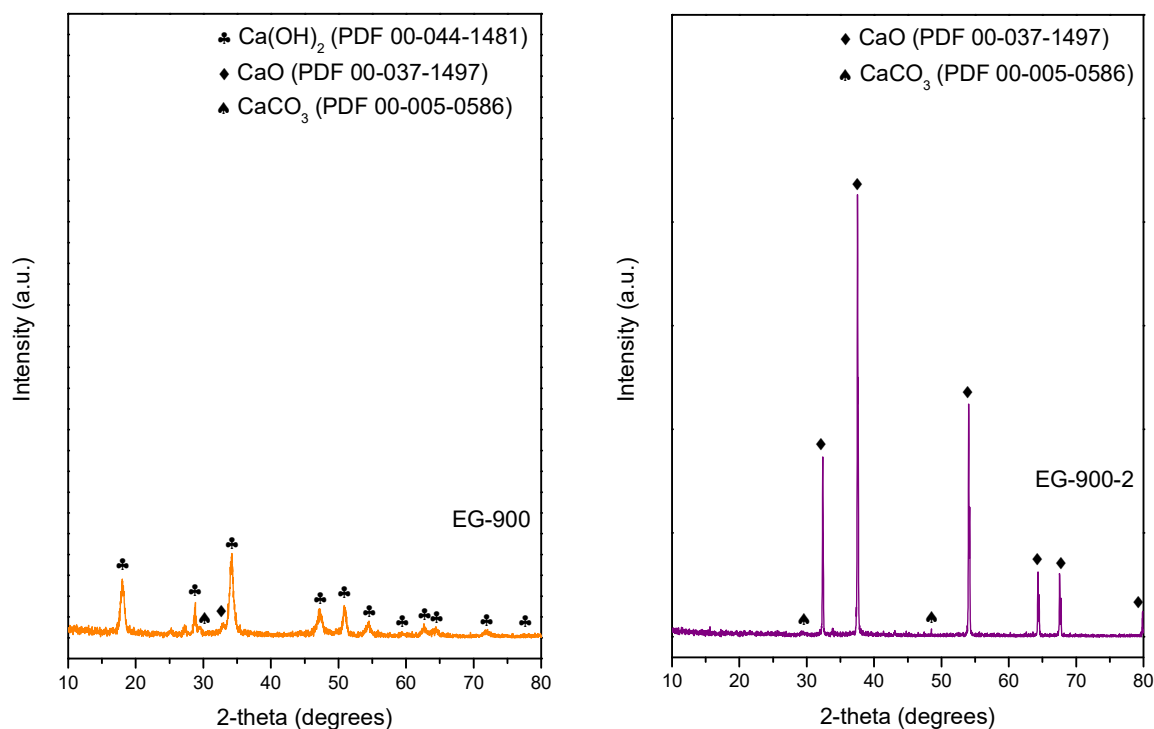 ♣ Ca(OH)₂ (PDF 00-044-1481)
♦ CaO (PDF 00-037-1497)
♠ CaCO₃ (PDF 00-005-0586)
Intensity (a.u.)
EG-900
10 20 30 40 50 60 70 80
2-theta (degrees)
♦ CaO (PDF 00-037-1497)
♠ CaCO₃ (PDF 00-005-0586)
Intensity (a.u.)
EG-900-2
10 20 30 40 50 60 70 80
2-theta (degrees)